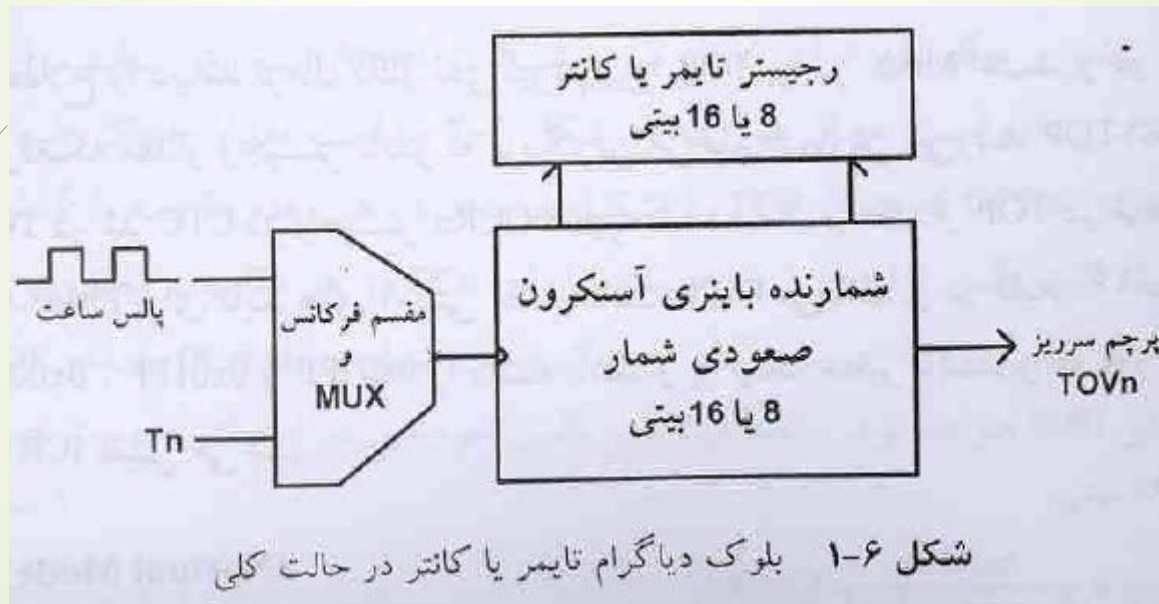 رجیستر تایمر یا کانتر
8 یا 16 بیتی
پالس ساعت
مقسم فرکانس
و
MUX
Tn
شمارنده باینری آسنکرون
صعودی شمار
8 یا 16 بیتی
پرچم سرریز
TOVn
شکل ۶-۱ بلوک دیاگرام تایمر یا کانتر در حالت کلی